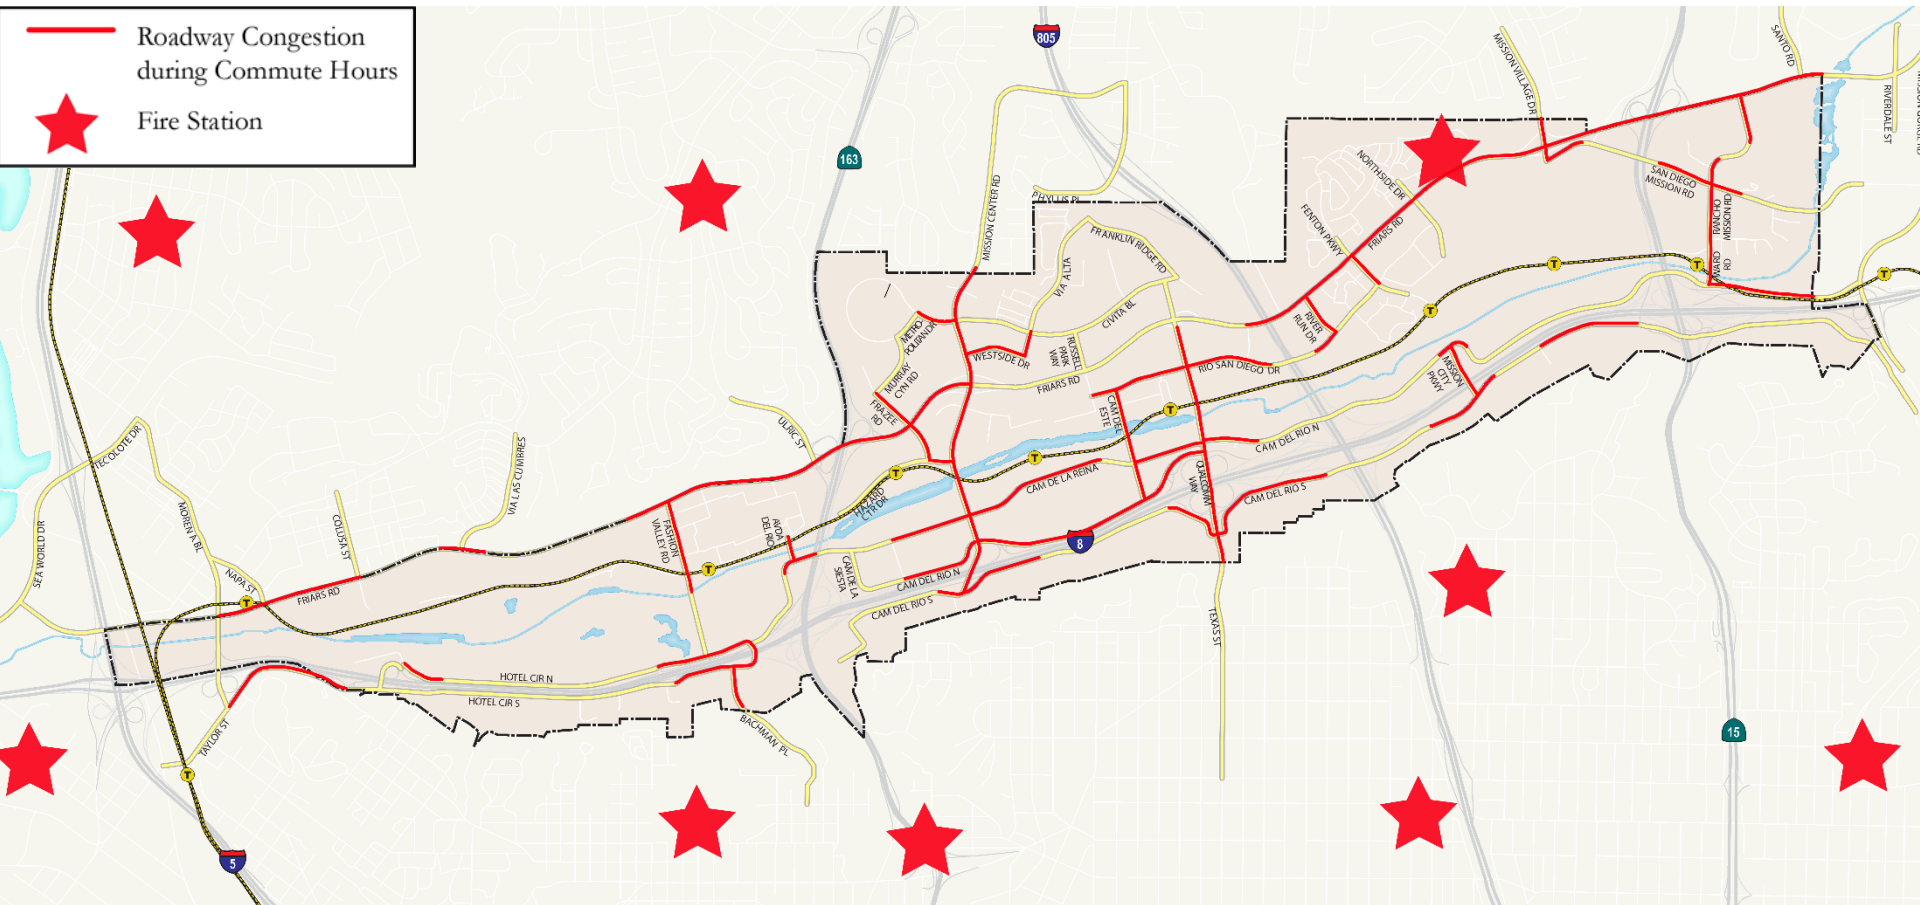 Roadway Congestion
during Commute Hours
Fire Station
805
163
MISSION VILLAGE DR
SANTO RD
RIVERDALE ST
MISSION CENTER RD
PHYLLIS PL
NORTHSIDE DR
FENTON PKWY
FRIARS RD
SAN DIEGO
MISSION RD
RANCHO
MISSION RD
WARD
RD
FRANKLIN RIDGE RD
VIA ALTA
CIVITA BL
METRO-
POLITAN DR
WESTSIDE DR
RUSSELL
PARK
WAY
RIVER
RUN DR
MURRAY
CYN RD
FRIARS RD
RIO SAN DIEGO DR
MISSION
CITY
PKWY
FRAZEE
RD
CAM DEL
ESTE
ULRIC ST
TECOLOTE DR
VIA LAS CUMBRES
CAM DEL RIO N
CAM DE LA REINA
QUALCOMM
WAY
CAM DEL RIO S
HAZARD
CTR DR
MORENA BL
COLUSA ST
FASHION
VALLEY RD
AVDA
DEL RIO
SEA WORLD DR
8
NAPA ST
CAM DE LA
SIESTA
CAM DEL RIO N
FRIARS RD
CAM DEL RIO S
TEXAS ST
HOTEL CIR N
HOTEL CIR S
TAYLOR ST
BACHMAN PL
15
5
T
T
T
T
T
T
T
T
T
T
T